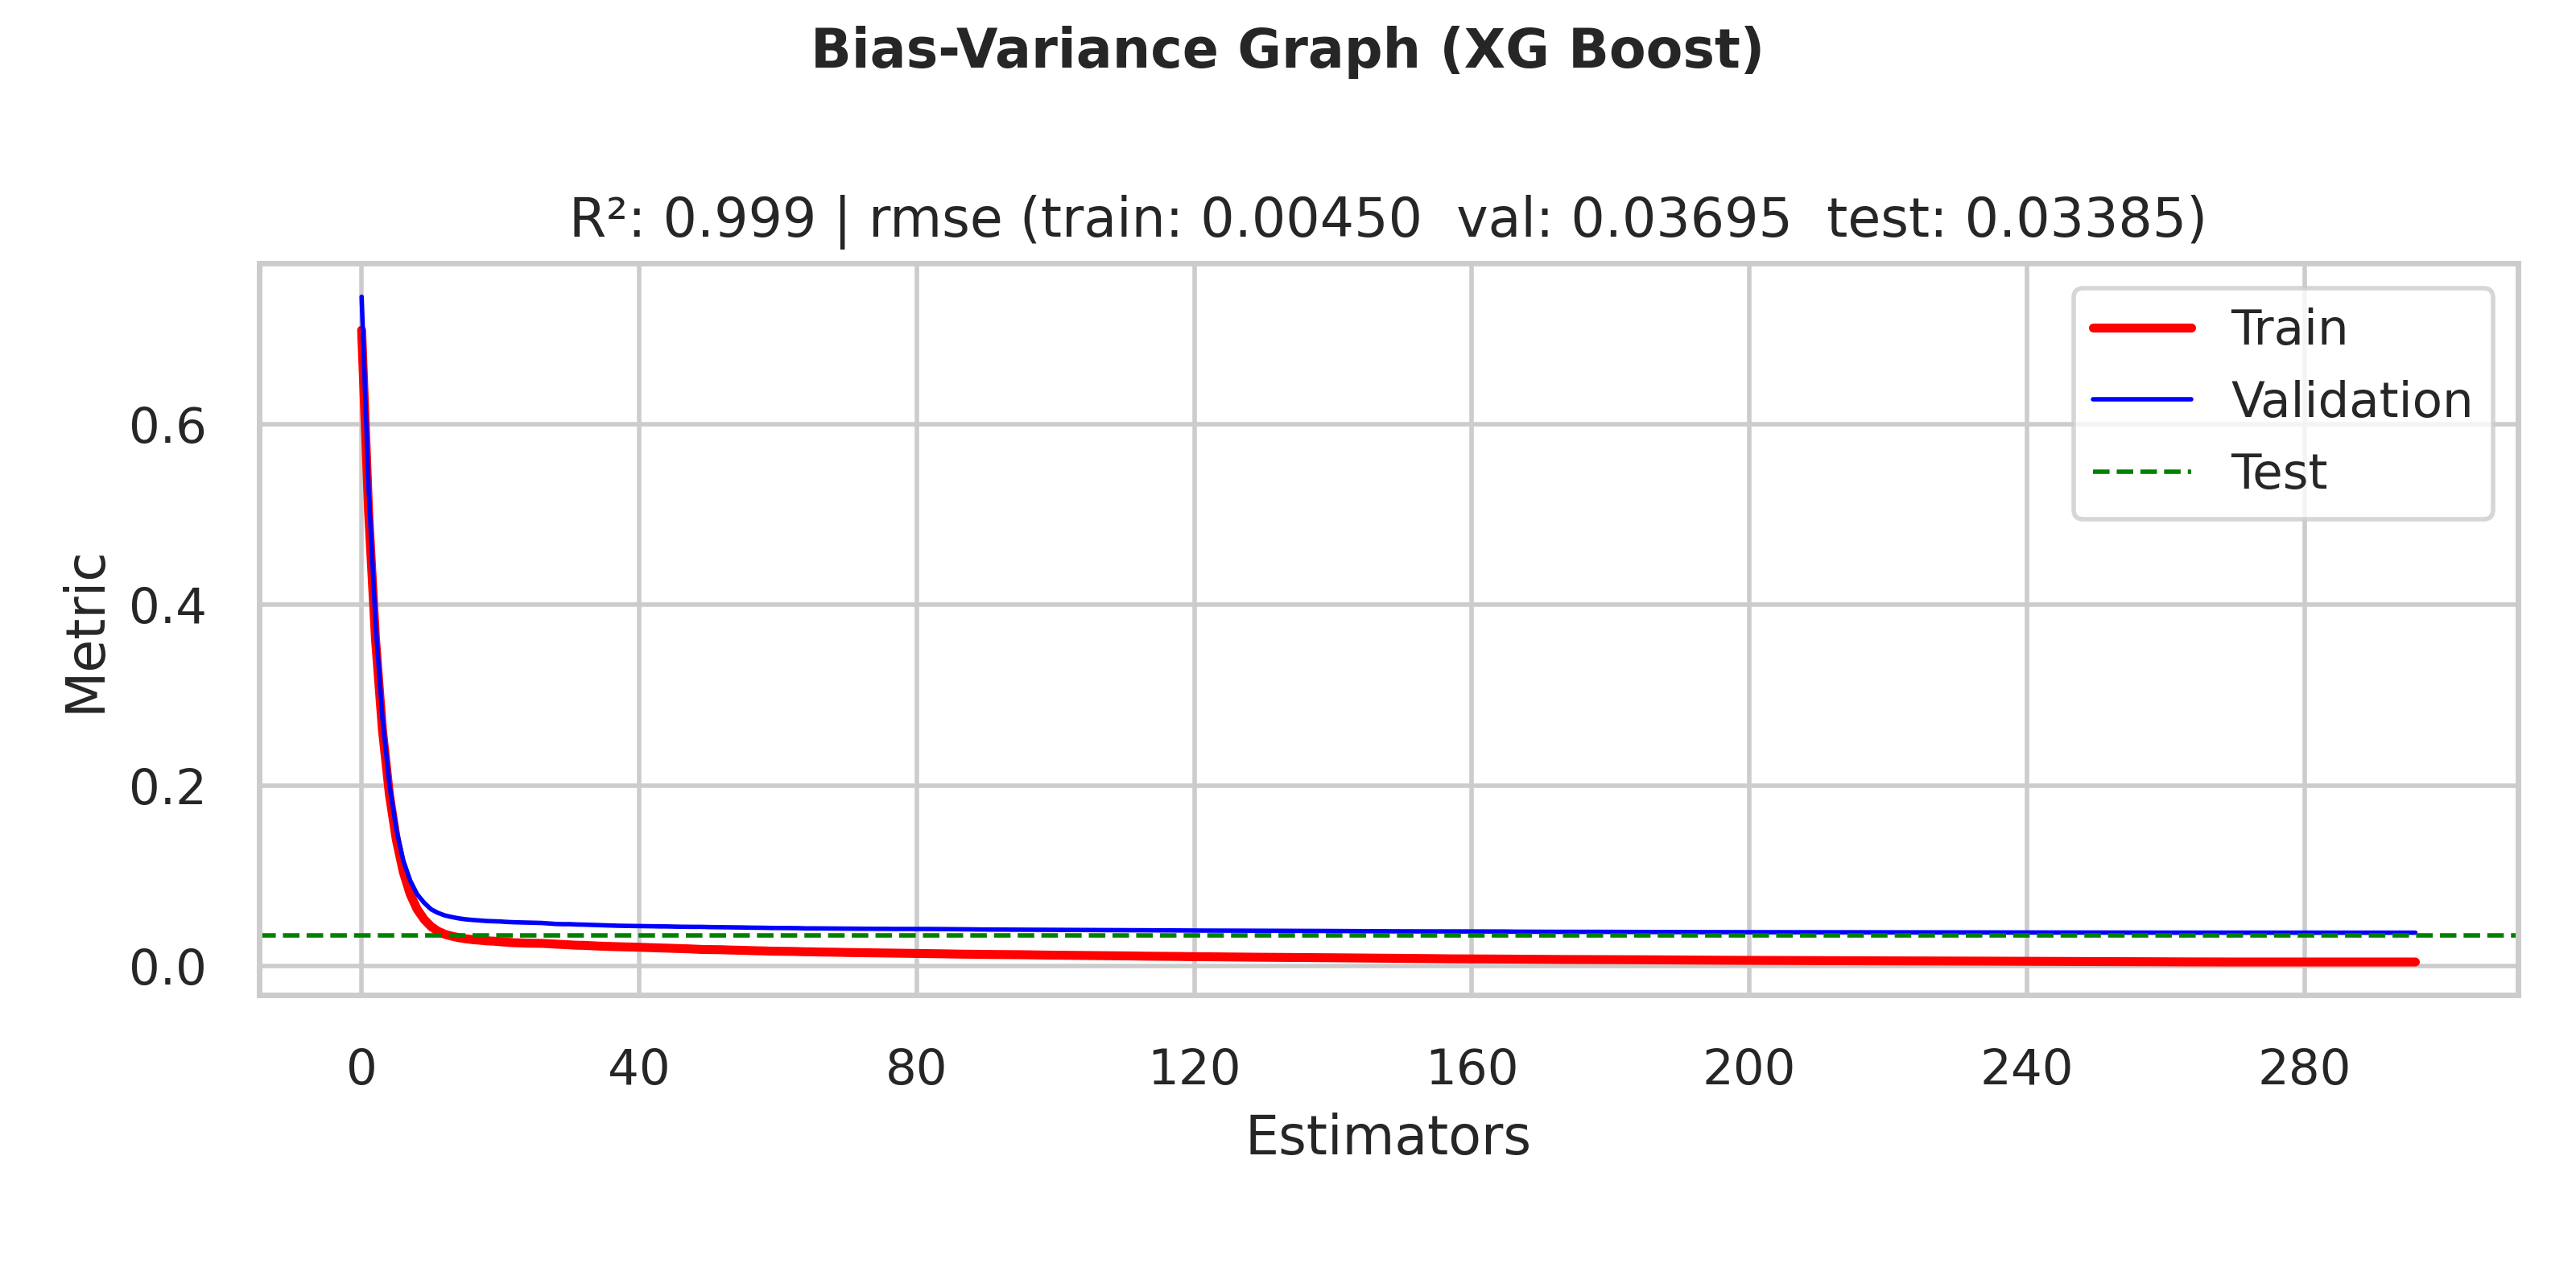 Bias-Variance Graph (XG Boost)
R²: 0.999 | rmse (train: 0.00450  val: 0.03695  test: 0.03385)
Train
Validation
Test
0.6
0.4
0.2
0.0
Metric
0 40 80 120 160 200 240 280
Estimators